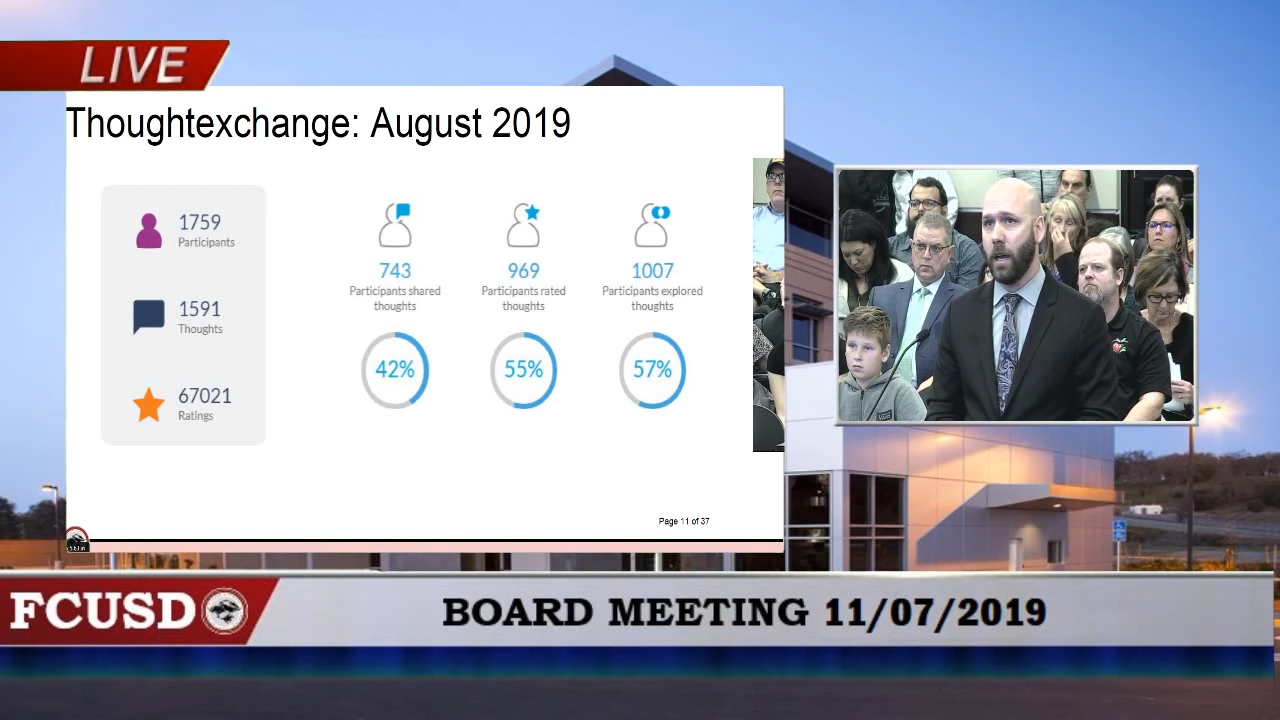 LIVE
Thoughtexchange: August 2019
1759
Participants
1591
Thoughts
67021
Ratings
743
Participants shared
thoughts
42%
969
Participants rated
thoughts
55%
1007
Participants explored
thoughts
57%
Page 11 of 37
FCUSD
BOARD MEETING 11/07/2019